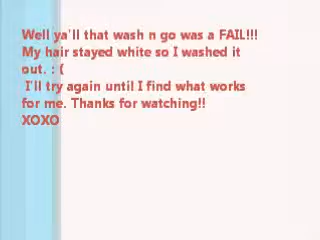 Well ya'll that wash n go was a FAIL!!!
My hair stayed white so I washed it
out. : (
I'll try again until I find what works
for me. Thanks for watching!!
XOXO